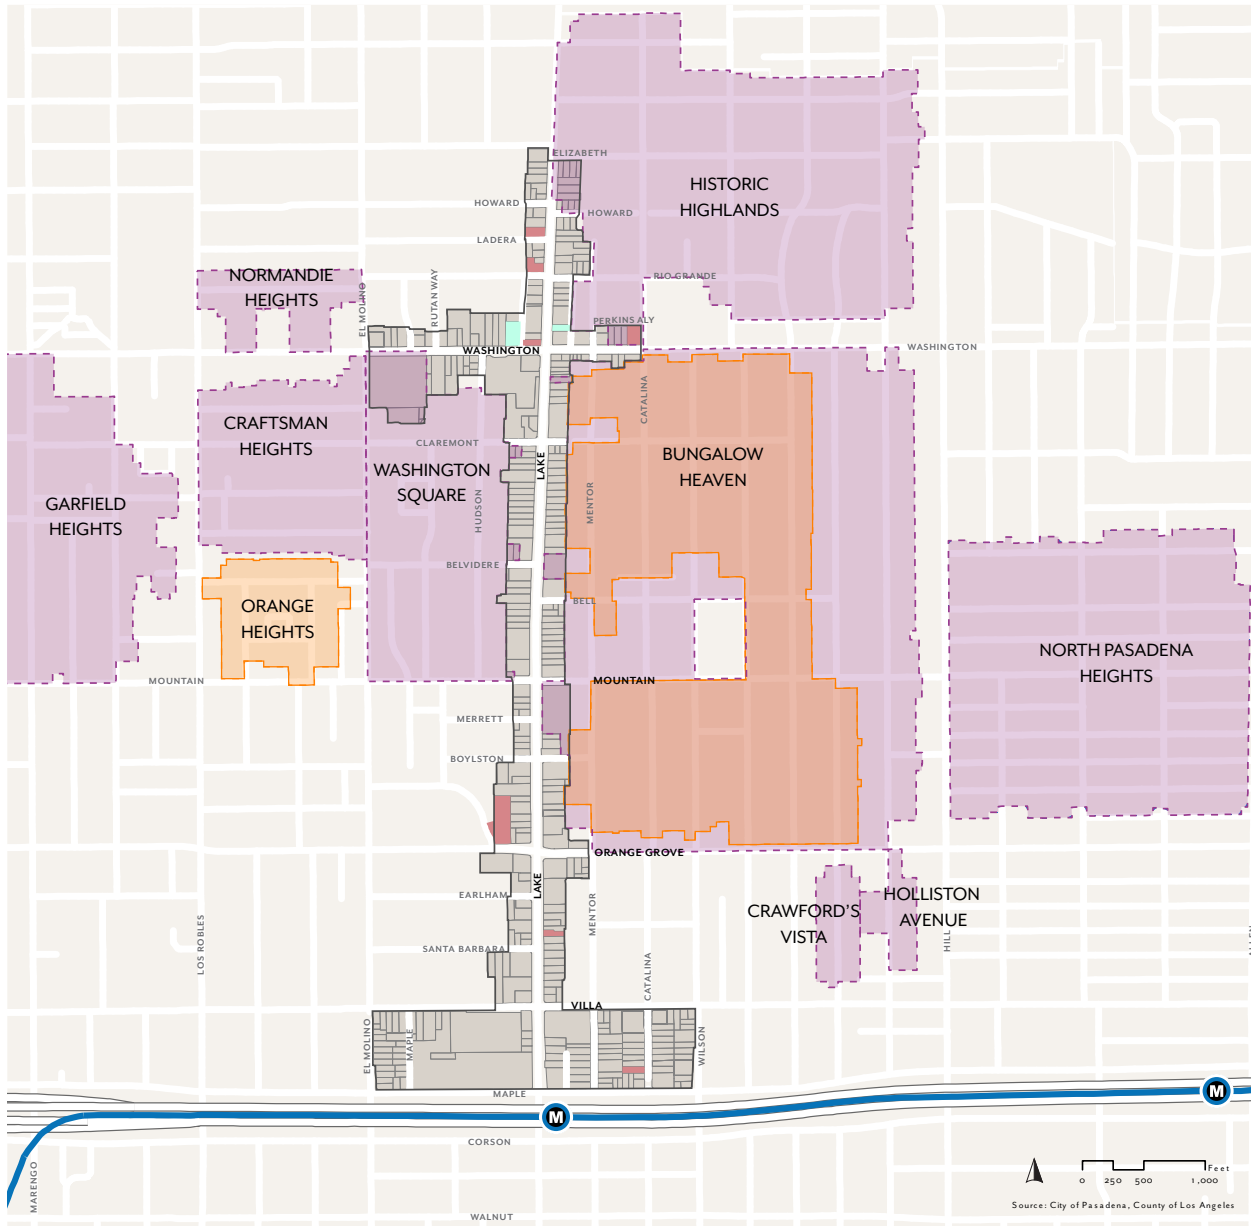 ELIZABETH
HISTORIC
HIGHLANDS
HOWARD
HOWARD
LADERA
NORMANDIE
HEIGHTS
EL MOLINO
RUTAN WAY
RIO GRANDE
PERKINS ALY
WASHINGTON
WASHINGTON
CATALINA
CRAFTSMAN
HEIGHTS
CLAREMONT
LAKE
WASHINGTON
SQUARE
BUNGALOW
HEAVEN
HUDSON
MENTOR
GARFIELD
HEIGHTS
BELVIDERE
BELL
ORANGE
HEIGHTS
NORTH PASADENA
HEIGHTS
MOUNTAIN
MOUNTAIN
MERRETT
BOYLSTON
ORANGE GROVE
LAKE
EARLHAM
MENTOR
CRAWFORD'S
VISTA
HOLLISTON
AVENUE
LOS ROBLES
SANTA BARBARA
CATALINA
HILL
ALLEN
VILLA
EL MOLINO
MAPLE
WILSON
MAPLE
M
M
CORSON
MARENGO
WALNUT
Feet
0 250 500 1,000
Source: City of Pasadena, County of Los Angeles